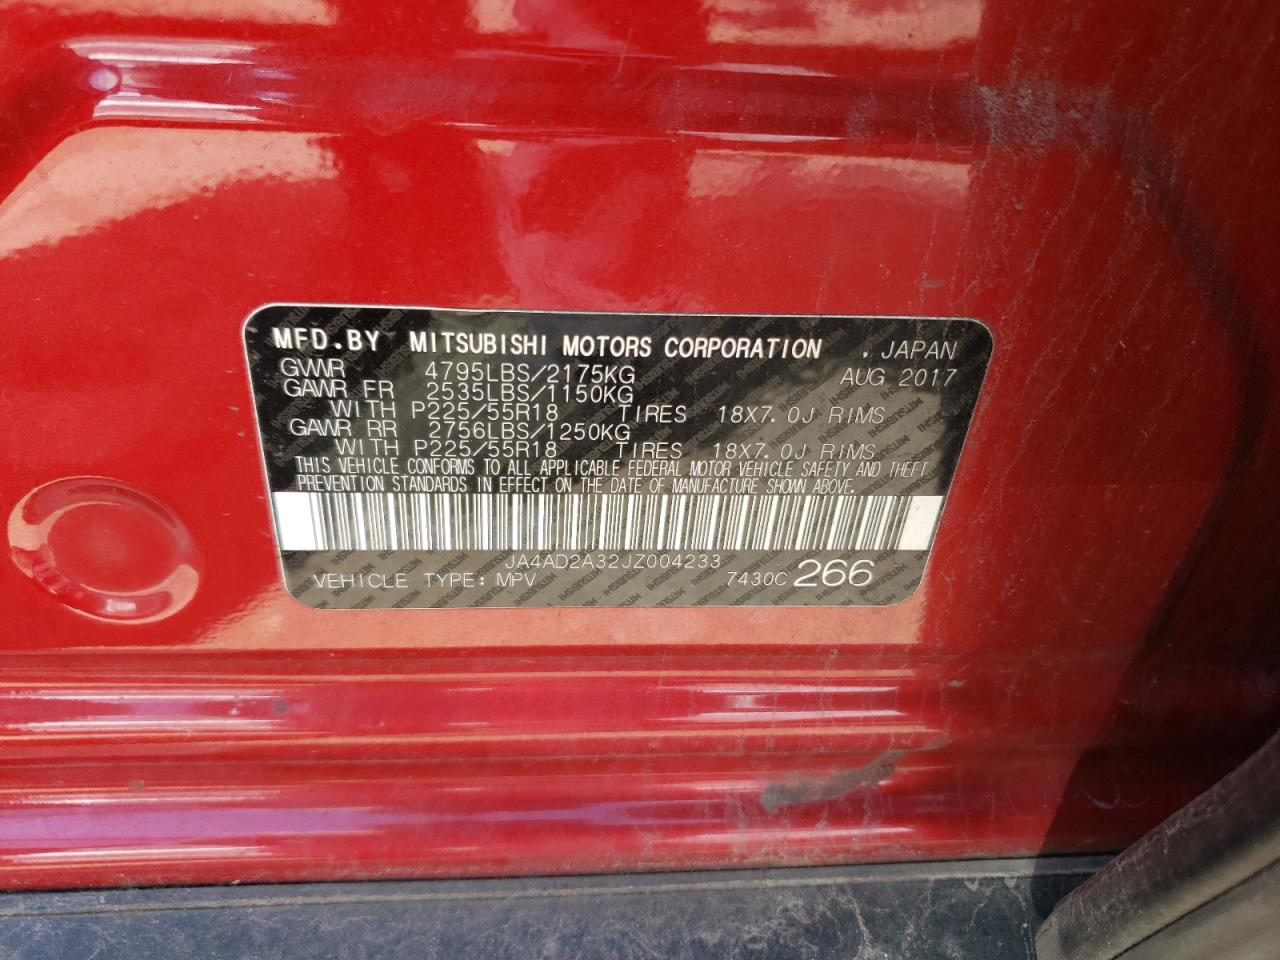 MFD.BY MITSUBISHI MOTORS CORPORATION . JAPAN
GVWR 4795LBS/2175KG AUG 2017
GAWR FR 2535LBS/1150KG
WITH P225/55R18 TIRES 18X7.0J RIMS
GAWR RR 2756LBS/1250KG
WITH P225/55R18 TIRES 18X7.0J RIMS
THIS VEHICLE CONFORMS TO ALL APPLICABLE FEDERAL MOTOR VEHICLE SAFETY AND THEFT
PREVENTION STANDARDS IN EFFECT ON THE DATE OF MANUFACTURE SHOWN ABOVE.
JA4AD2A32JZ004233
VEHICLE TYPE: MPV 7430C 266